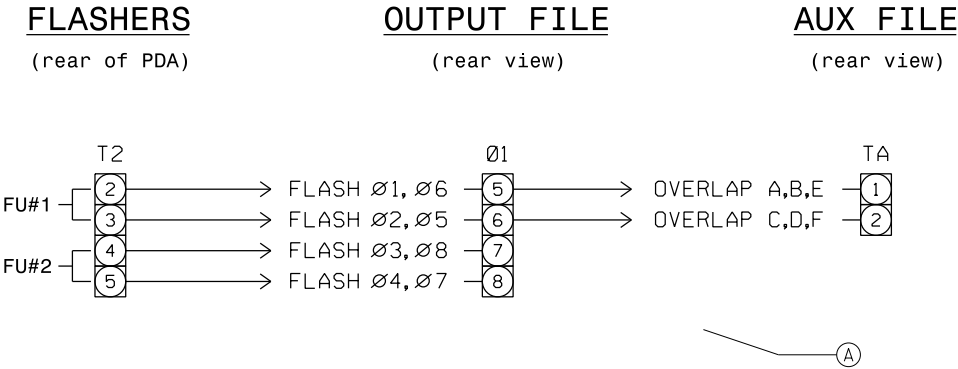 FLASHERS OUTPUT FILE AUX FILE
(rear of PDA) (rear view) (rear view)
T2 Ø1 TA
2 FLASH Ø1,Ø6 5 OVERLAP A,B,E 1
FU#1
3 FLASH Ø2,Ø5 6 OVERLAP C,D,F 2
4 FLASH Ø3,Ø8 7
FU#2
5 FLASH Ø4,Ø7 8
A